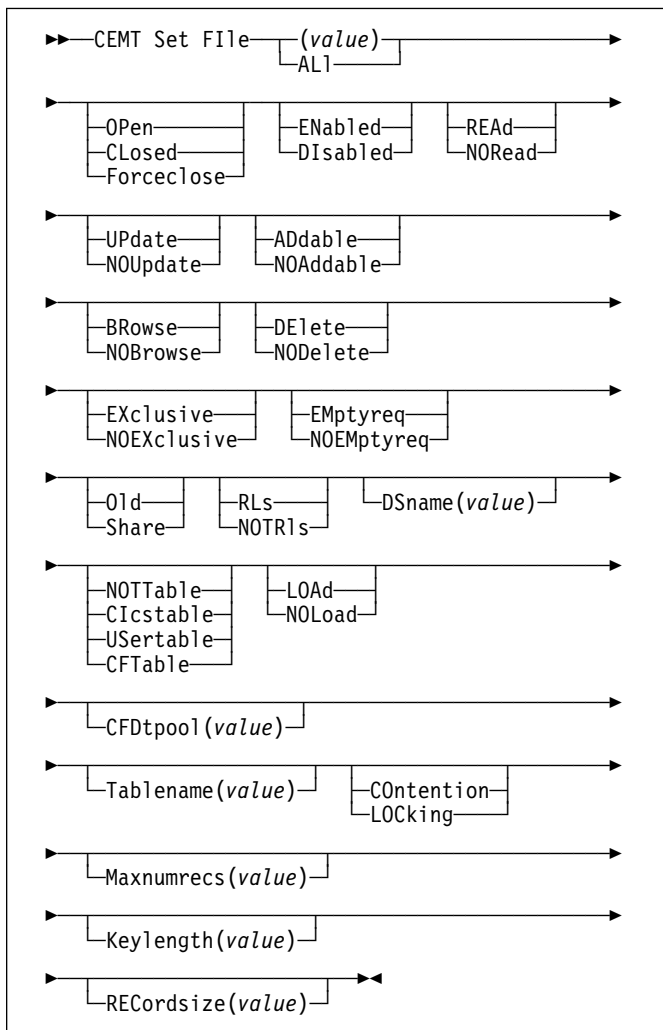 CEMT Set FIle (value)
ALl
OPen ENabled REAd
CLosed DIsabled NORead
Forceclose
UPdate ADdable
NOUpdate NOAddable
BRowse DElete
NOBrowse NODelete
EXclusive EMptyreq
NOEXclusive NOEMptyreq
Old RLs DSname(value)
Share NOTRls
NOTTable LOAd
CIcstable NOLoad
USertable
CFTable
CFDtpool(value)
Tablename(value) COntention
LOCking
Maxnumrecs(value)
Keylength(value)
RECordsize(value)